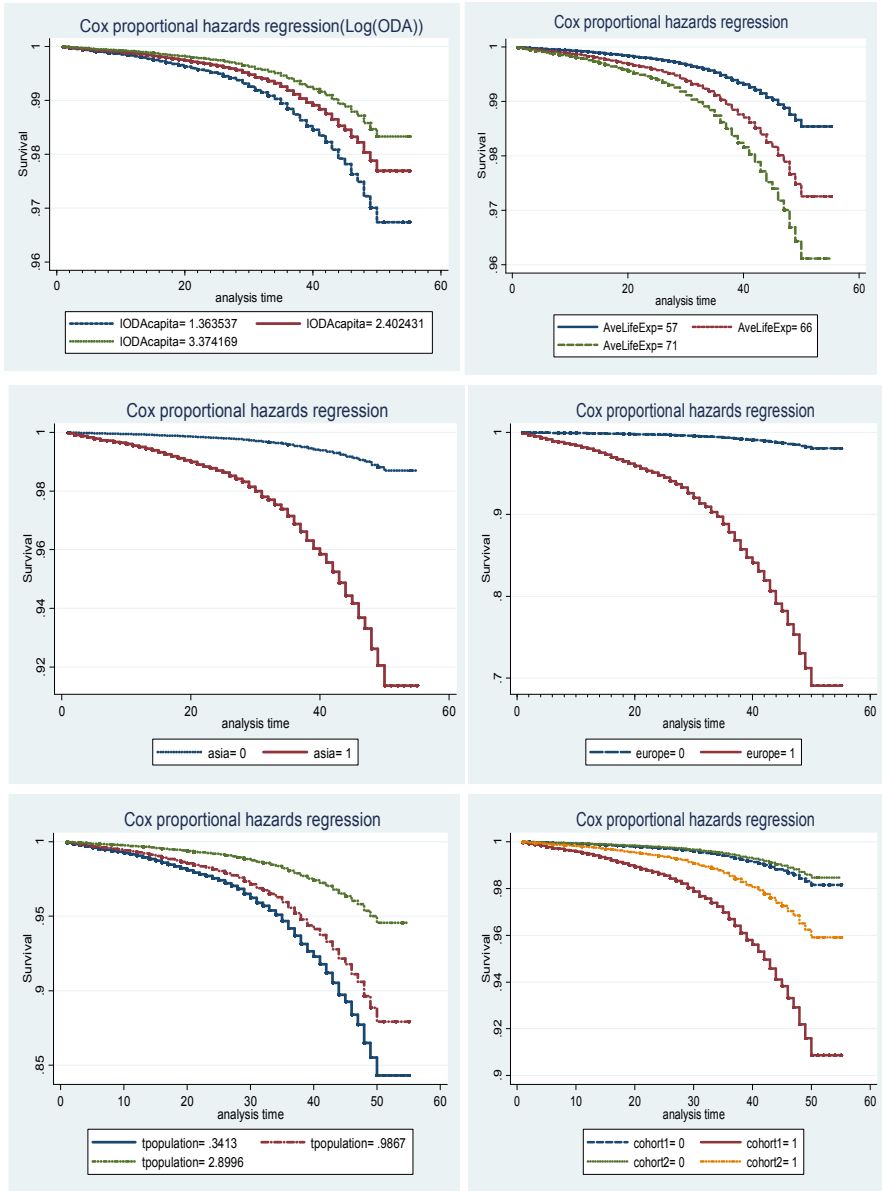 Cox proportional hazards regression(Log(ODA))
Survival
1
.99
.98
.97
.96
0 20 40 60
analysis time
lODAcapita= 1.363537 lODAcapita= 2.402431
lODAcapita= 3.374169
Cox proportional hazards regression
Survival
1
.99
.98
.97
.96
0 20 40 60
analysis time
AveLifeExp= 57 AveLifeExp= 66
AveLifeExp= 71
Cox proportional hazards regression
Survival
1
.98
.96
.94
.92
0 20 40 60
analysis time
asia= 0 asia= 1
Cox proportional hazards regression
Survival
1
.9
.8
.7
0 20 40 60
analysis time
europe= 0 europe= 1
Cox proportional hazards regression
Survival
1
.95
.9
.85
0 10 20 30 40 50 60
analysis time
tpopulation= .3413 tpopulation= .9867
tpopulation= 2.8996
Cox proportional hazards regression
Survival
1
.98
.96
.94
.92
.9
0 10 20 30 40 50 60
analysis time
cohort1= 0 cohort1= 1
cohort2= 0 cohort2= 1